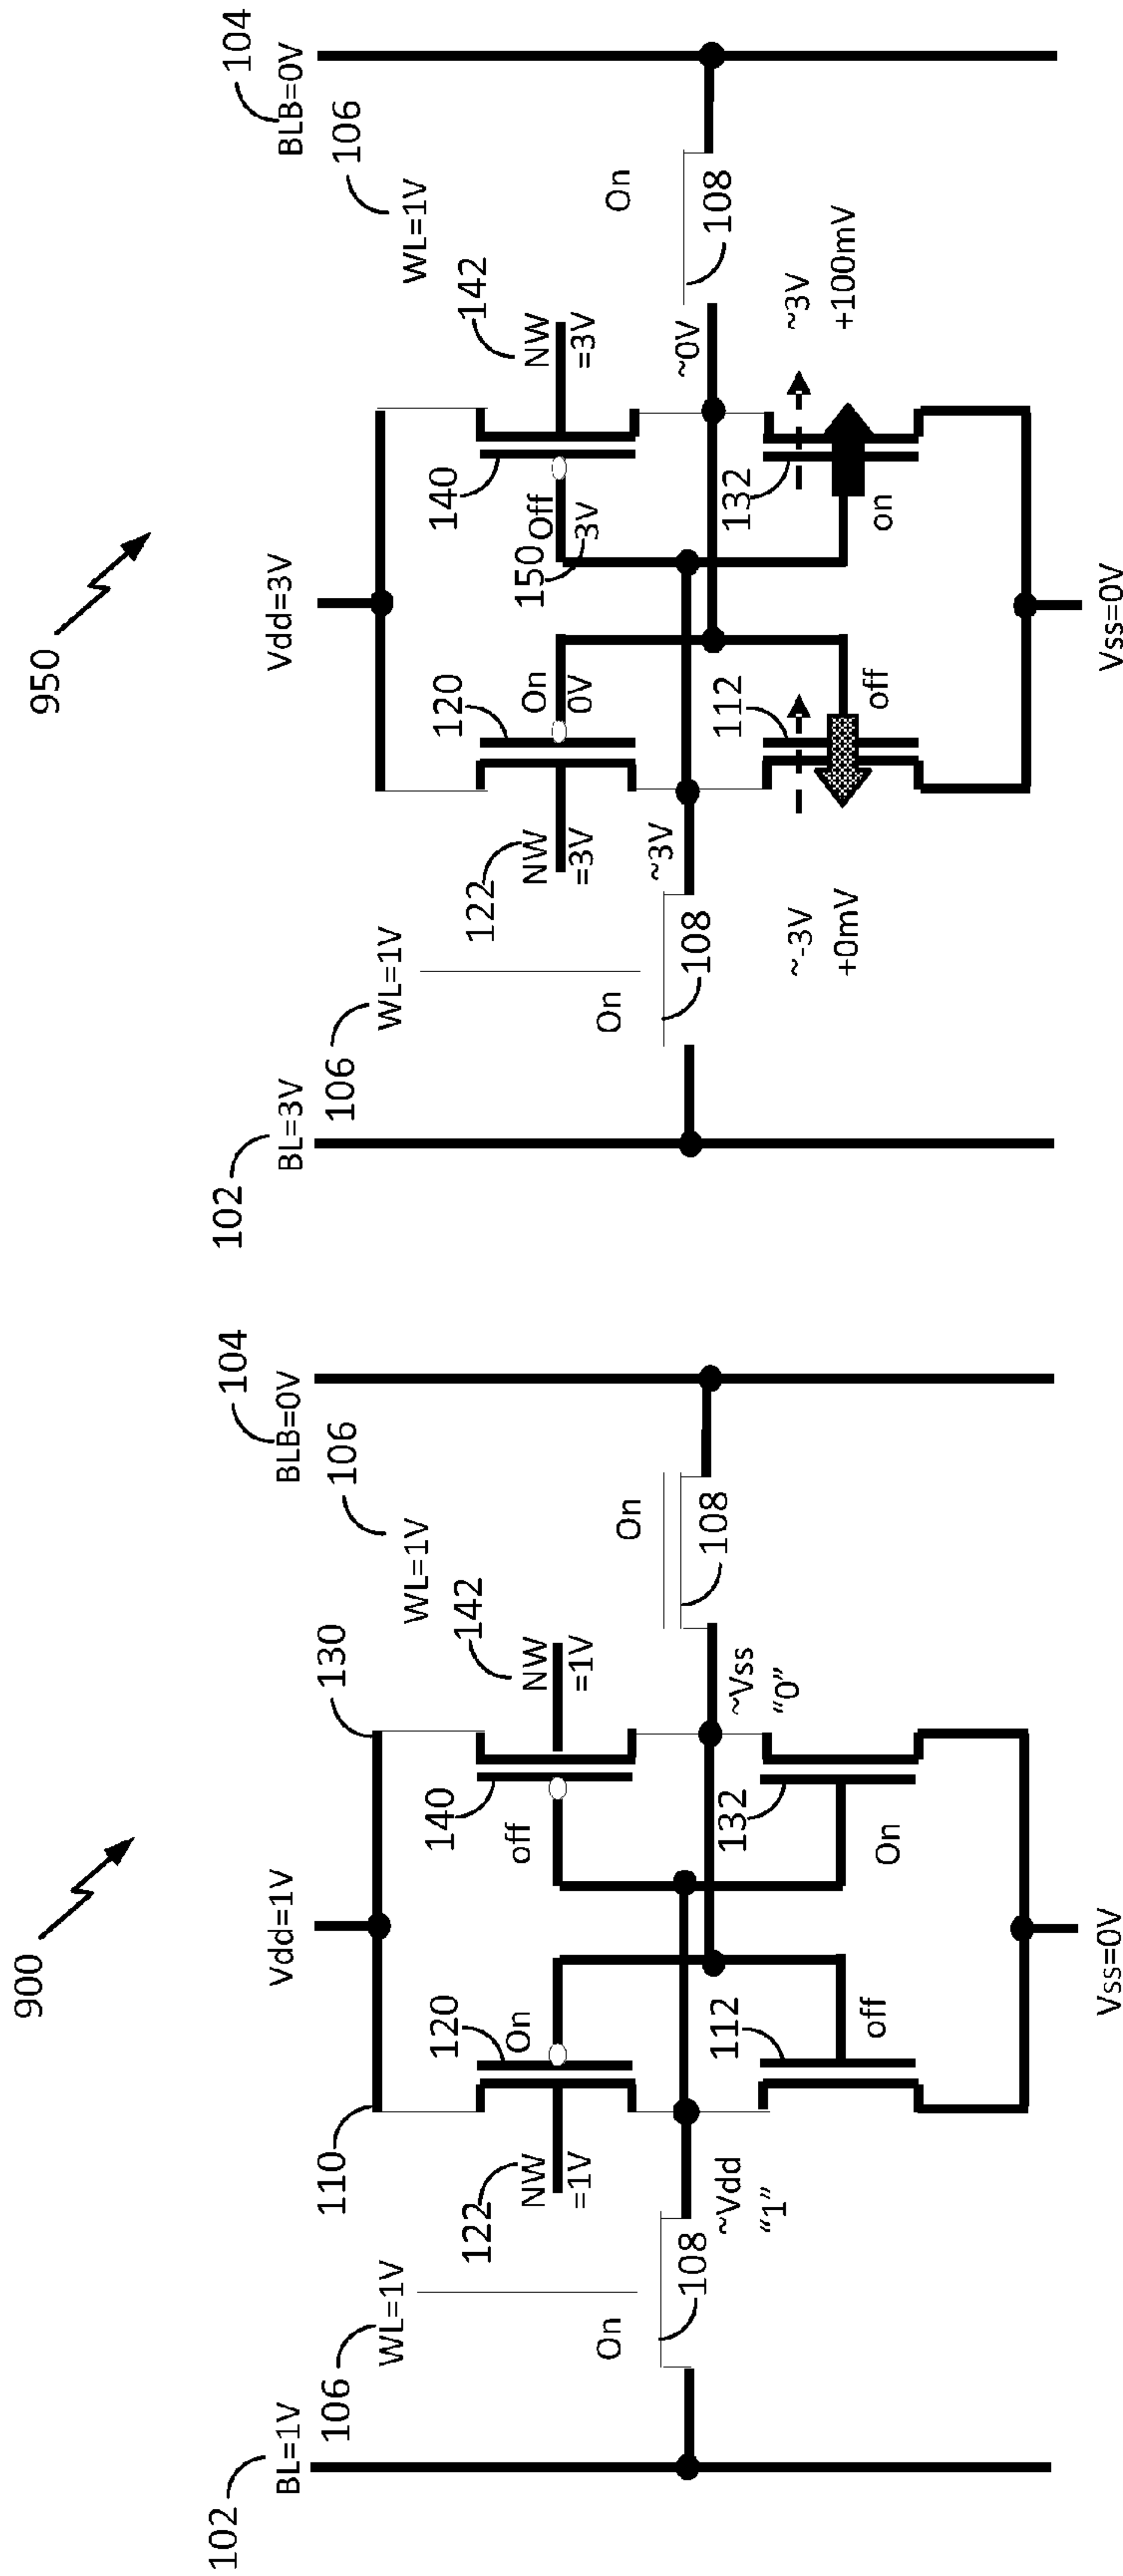 900
102
BL=1V
106
WL=1V
On
108
110
122
NW
=1V
~Vdd
“1”
Vdd=1V
120
On
112
off
130
140
off
132
On
142
NW
=1V
~Vss
“0”
106
WL=1V
On
108
104
BLB=0V
Vss=0V
950
102
BL=3V
106
WL=1V
On
108
122
NW
=3V
~3V
~-3V
+0mV
Vdd=3V
120
On
0V
112
off
150
3V
140
Off
132
on
142
NW
=3V
~0V
~3V
+100mV
106
WL=1V
On
108
104
BLB=0V
Vss=0V